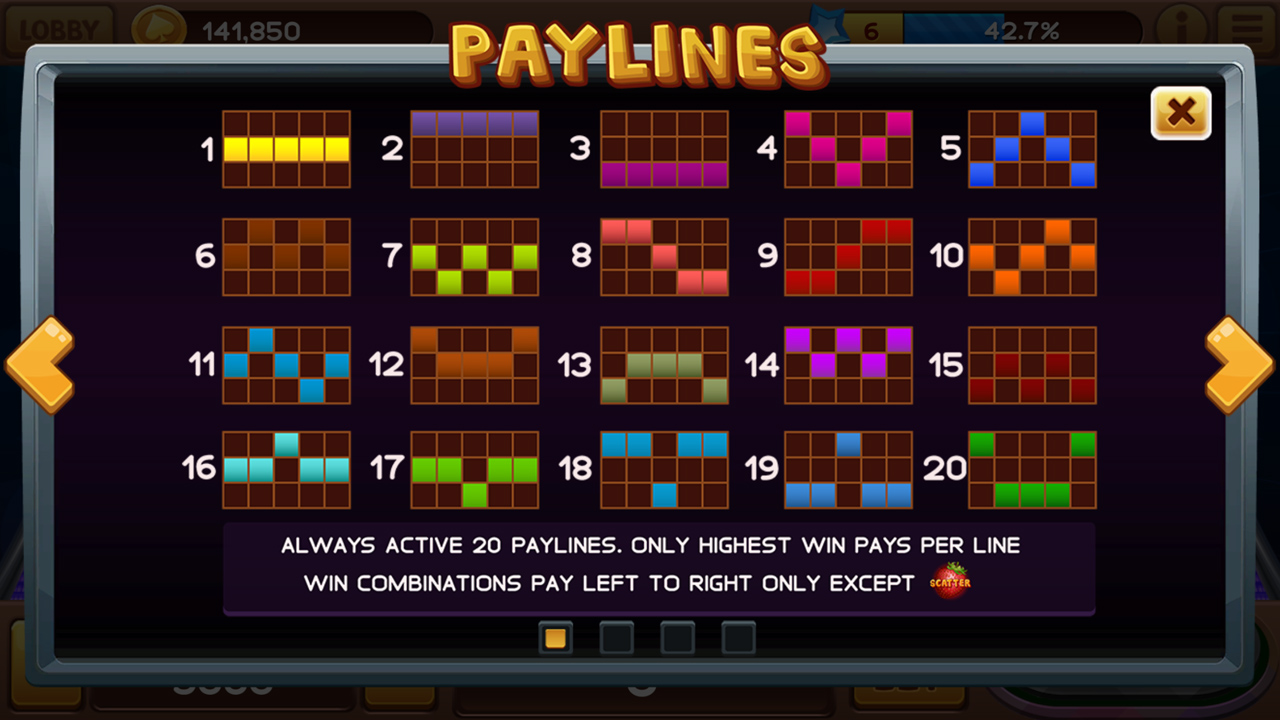 LOBBY 141,850 6 42.7%
PAYLINES
1 2 3 4 5
6 7 8 9 10
11 12 13 14 15
16 17 18 19 20
ALWAYS ACTIVE 20 PAYLINES. ONLY HIGHEST WIN PAYS PER LINE
WIN COMBINATIONS PAY LEFT TO RIGHT ONLY EXCEPT SCATTER